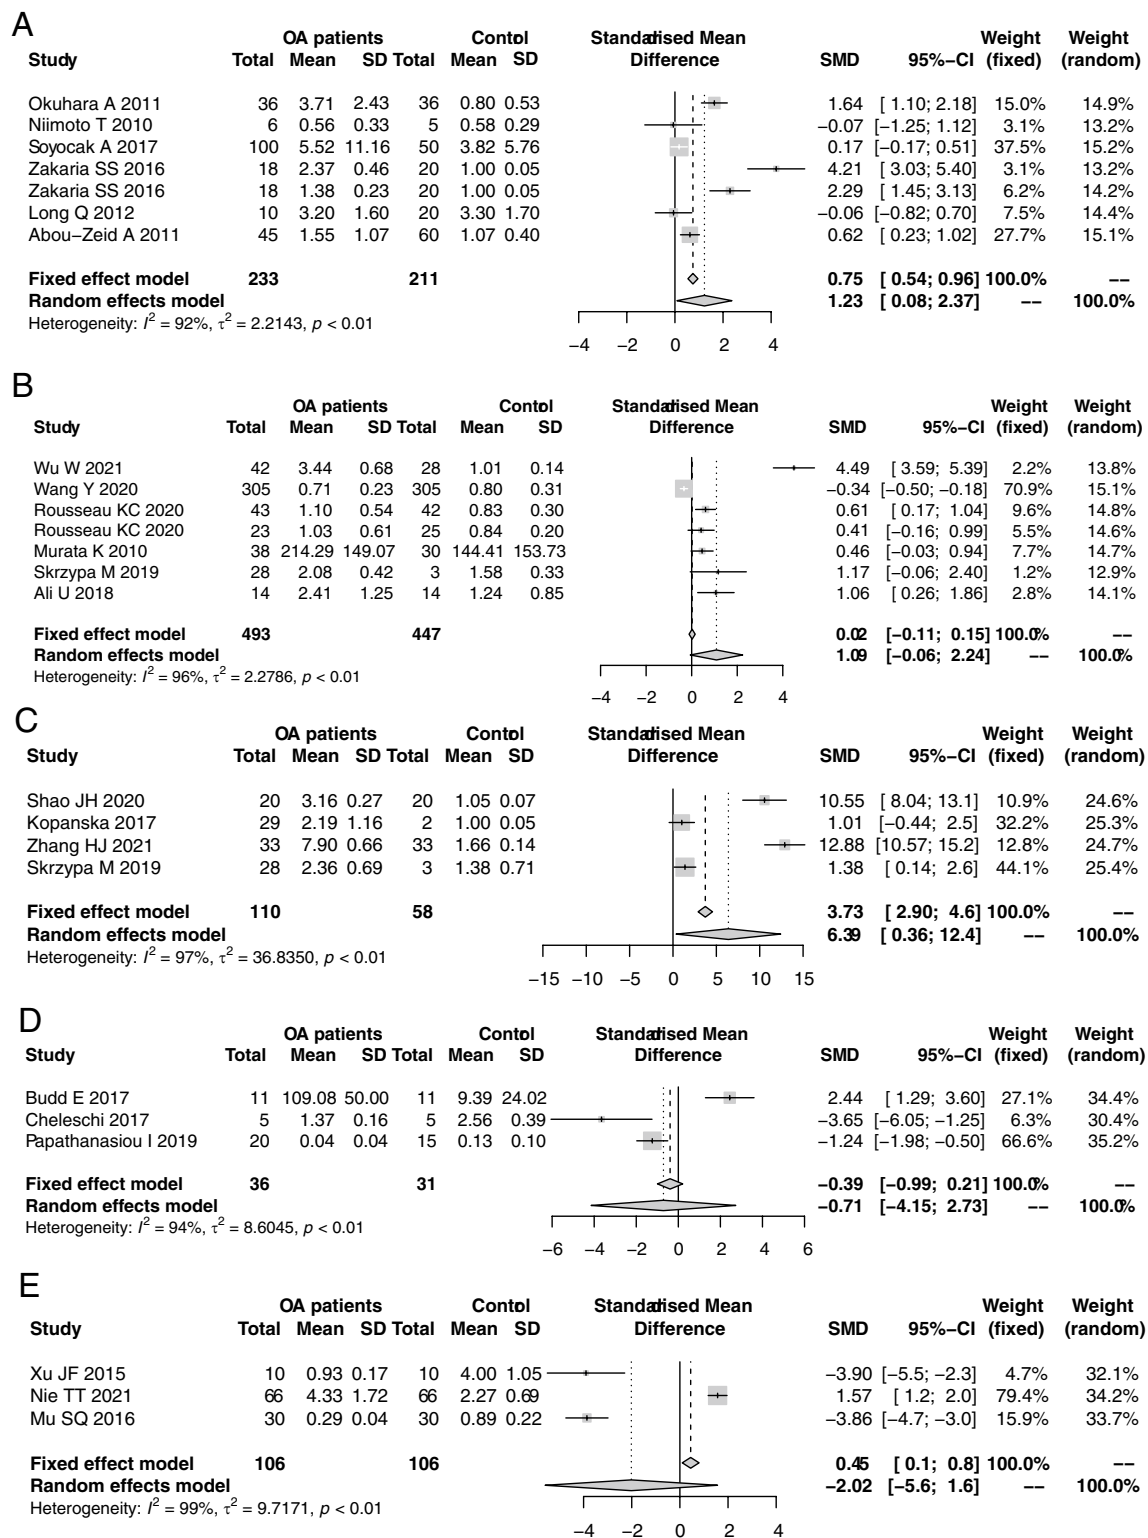 A
OA patients Control Standardised Mean Weight Weight
Study Total Mean SD Total Mean SD Difference SMD 95%−CI (fixed) (random)
Okuhara A 2011 36 3.71 2.43 36 0.80 0.53 1.64 [ 1.10; 2.18] 15.0% 14.9%
Niimoto T 2010 6 0.56 0.33 5 0.58 0.29 −0.07 [−1.25; 1.12] 3.1% 13.2%
Soyocak A 2017 100 5.52 11.16 50 3.82 5.76 0.17 [−0.17; 0.51] 37.5% 15.2%
Zakaria SS 2016 18 2.37 0.46 20 1.00 0.05 4.21 [ 3.03; 5.40] 3.1% 13.2%
Zakaria SS 2016 18 1.38 0.23 20 1.00 0.05 2.29 [ 1.45; 3.13] 6.2% 14.2%
Long Q 2012 10 3.20 1.60 20 3.30 1.70 −0.06 [−0.82; 0.70] 7.5% 14.4%
Abou−Zeid A 2011 45 1.55 1.07 60 1.07 0.40 0.62 [ 0.23; 1.02] 27.7% 15.1%
Fixed effect model 233 211 0.75 [ 0.54; 0.96] 100.0% −−
Random effects model 1.23 [ 0.08; 2.37] −− 100.0%
Heterogeneity: I² = 92%, τ² = 2.2143, p < 0.01
−4 −2 0 2 4
B
OA patients Control Standardised Mean Weight Weight
Study Total Mean SD Total Mean SD Difference SMD 95%−CI (fixed) (random)
Wu W 2021 42 3.44 0.68 28 1.01 0.14 4.49 [ 3.59; 5.39] 2.2% 13.8%
Wang Y 2020 305 0.71 0.23 305 0.80 0.31 −0.34 [−0.50; −0.18] 70.9% 15.1%
Rousseau KC 2020 43 1.10 0.54 42 0.83 0.30 0.61 [ 0.17; 1.04] 9.6% 14.8%
Rousseau KC 2020 23 1.03 0.61 25 0.84 0.20 0.41 [−0.16; 0.99] 5.5% 14.6%
Murata K 2010 38 214.29 149.07 30 144.41 153.73 0.46 [−0.03; 0.94] 7.7% 14.7%
Skrzypa M 2019 28 2.08 0.42 3 1.58 0.33 1.17 [−0.06; 2.40] 1.2% 12.9%
Ali U 2018 14 2.41 1.25 14 1.24 0.85 1.06 [ 0.26; 1.86] 2.8% 14.1%
Fixed effect model 493 447 0.02 [−0.11; 0.15] 100.0% −−
Random effects model 1.09 [−0.06; 2.24] −− 100.0%
Heterogeneity: I² = 96%, τ² = 2.2786, p < 0.01
−4 −2 0 2 4
C
OA patients Control Standardised Mean Weight Weight
Study Total Mean SD Total Mean SD Difference SMD 95%−CI (fixed) (random)
Shao JH 2020 20 3.16 0.27 20 1.05 0.07 10.55 [ 8.04; 13.1] 10.9% 24.6%
Kopanska 2017 29 2.19 1.16 2 1.00 0.05 1.01 [−0.44; 2.5] 32.2% 25.3%
Zhang HJ 2021 33 7.90 0.66 33 1.66 0.14 12.88 [10.57; 15.2] 12.8% 24.7%
Skrzypa M 2019 28 2.36 0.69 3 1.38 0.71 1.38 [ 0.14; 2.6] 44.1% 25.4%
Fixed effect model 110 58 3.73 [ 2.90; 4.6] 100.0% −−
Random effects model 6.39 [ 0.36; 12.4] −− 100.0%
Heterogeneity: I² = 97%, τ² = 36.8350, p < 0.01
−15 −10 −5 0 5 10 15
D
OA patients Control Standardised Mean Weight Weight
Study Total Mean SD Total Mean SD Difference SMD 95%−CI (fixed) (random)
Budd E 2017 11 109.08 50.00 11 9.39 24.02 2.44 [ 1.29; 3.60] 27.1% 34.4%
Cheleschi 2017 5 1.37 0.16 5 2.56 0.39 −3.65 [−6.05; −1.25] 6.3% 30.4%
Papathanasiou I 2019 20 0.04 0.04 15 0.13 0.10 −1.24 [−1.98; −0.50] 66.6% 35.2%
Fixed effect model 36 31 −0.39 [−0.99; 0.21] 100.0% −−
Random effects model −0.71 [−4.15; 2.73] −− 100.0%
Heterogeneity: I² = 94%, τ² = 8.6045, p < 0.01
−6 −4 −2 0 2 4 6
E
OA patients Control Standardised Mean Weight Weight
Study Total Mean SD Total Mean SD Difference SMD 95%−CI (fixed) (random)
Xu JF 2015 10 0.93 0.17 10 4.00 1.05 −3.90 [−5.5; −2.3] 4.7% 32.1%
Nie TT 2021 66 4.33 1.72 66 2.27 0.69 1.57 [ 1.2; 2.0] 79.4% 34.2%
Mu SQ 2016 30 0.29 0.04 30 0.89 0.22 −3.86 [−4.7; −3.0] 15.9% 33.7%
Fixed effect model 106 106 0.45 [ 0.1; 0.8] 100.0% −−
Random effects model −2.02 [−5.6; 1.6] −− 100.0%
Heterogeneity: I² = 99%, τ² = 9.7171, p < 0.01
−4 −2 0 2 4